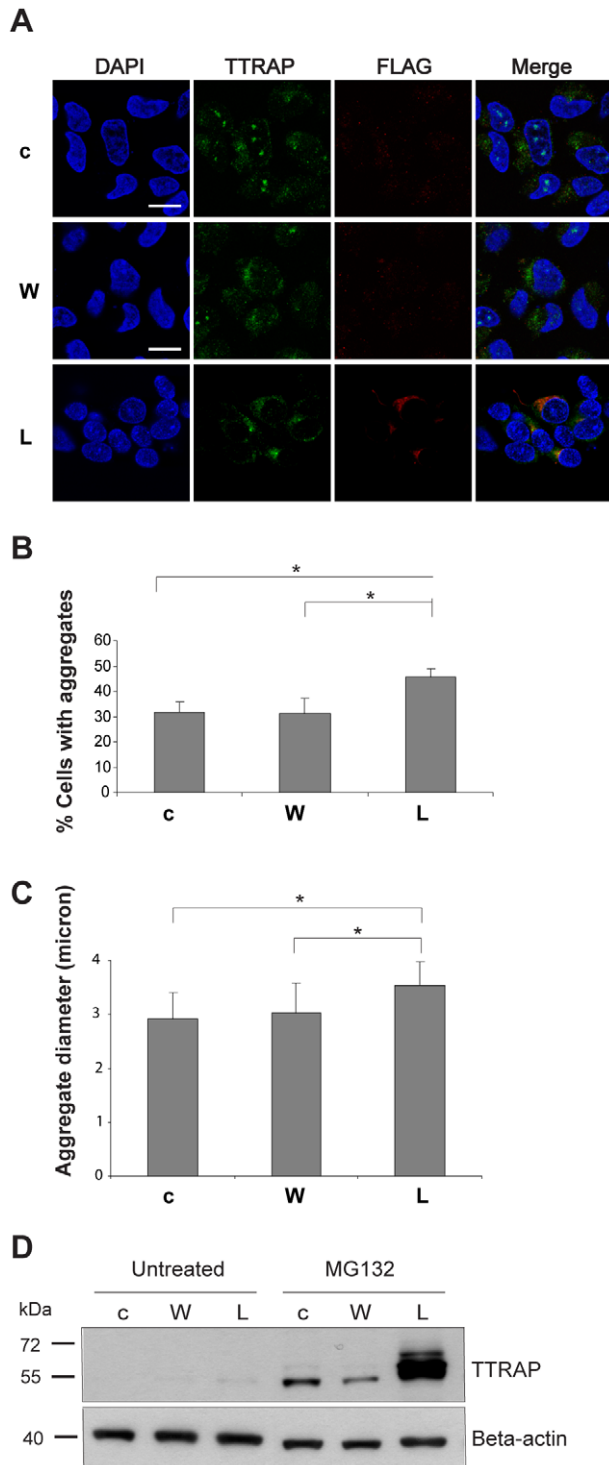 A
DAPI TTRAP FLAG Merge
c
W
L
B
*
*
% Cells with aggregates
60
50
40
30
20
10
0
c W L
C
*
*
Aggregate diameter (micron)
4
3
2
1
0
c W L
D
Untreated MG132
kDa c W L c W L
72
55 TTRAP
40 Beta-actin